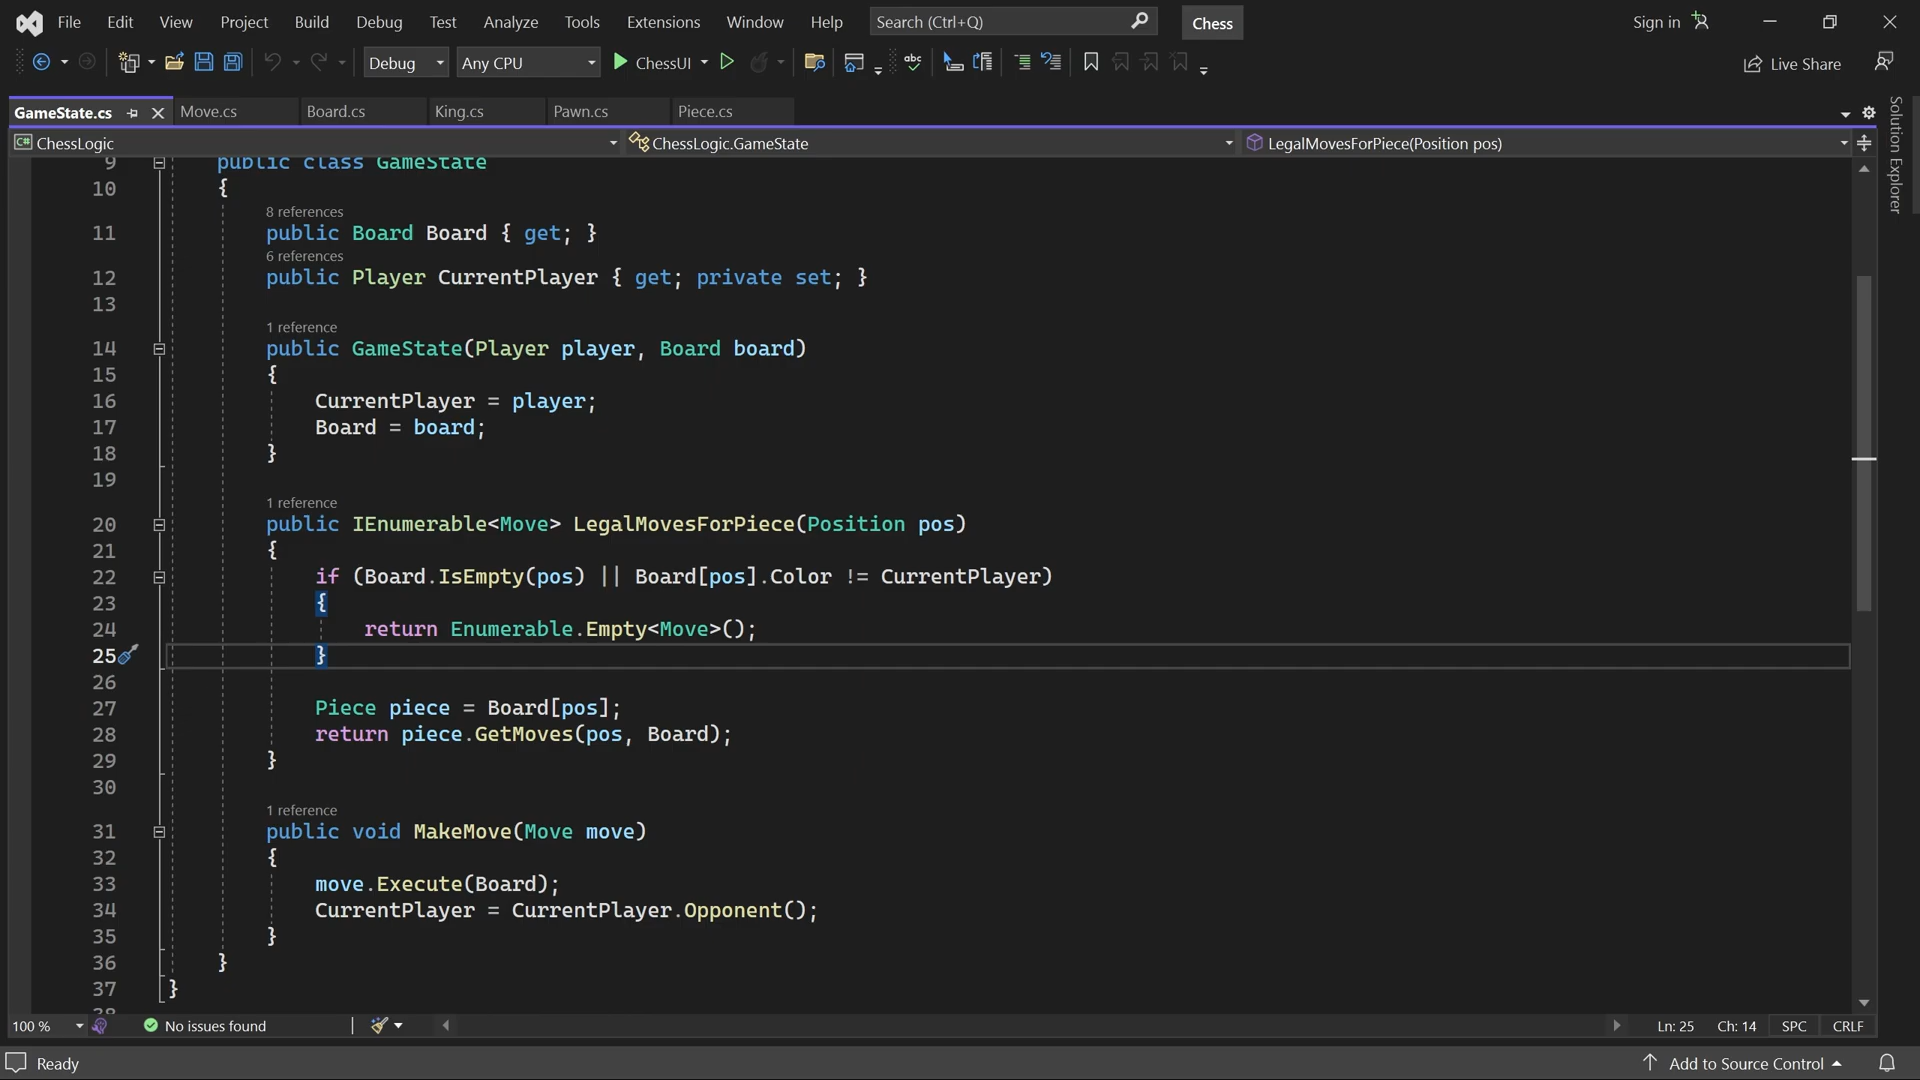 File Edit View Project Build Debug Test Analyze Tools Extensions Window Help Search (Ctrl+Q) Chess Sign in
Debug Any CPU ChessUI abc Live Share
GameState.cs Move.cs Board.cs King.cs Pawn.cs Piece.cs
C# ChessLogic ChessLogic.GameState LegalMovesForPiece(Position pos)
Solution Explorer
9 public class GameState
10 {
8 references
11 public Board Board { get; }
6 references
12 public Player CurrentPlayer { get; private set; }
13
1 reference
14 public GameState(Player player, Board board)
15 {
16 CurrentPlayer = player;
17 Board = board;
18 }
19
1 reference
20 public IEnumerable<Move> LegalMovesForPiece(Position pos)
21 {
22 if (Board.IsEmpty(pos) || Board[pos].Color != CurrentPlayer)
23 {
24 return Enumerable.Empty<Move>();
25 }
26
27 Piece piece = Board[pos];
28 return piece.GetMoves(pos, Board);
29 }
30
1 reference
31 public void MakeMove(Move move)
32 {
33 move.Execute(Board);
34 CurrentPlayer = CurrentPlayer.Opponent();
35 }
36 }
37 }
38
100 % No issues found Ln: 25 Ch: 14 SPC CRLF
Ready Add to Source Control